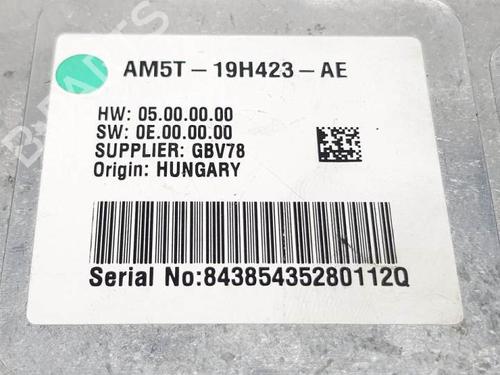 AM5T-19H423-AE
HW: 05.00.00.00
SW: 0E.00.00.00
SUPPLIER: GBV78
Origin: HUNGARY
Serial No:84385435280112Q